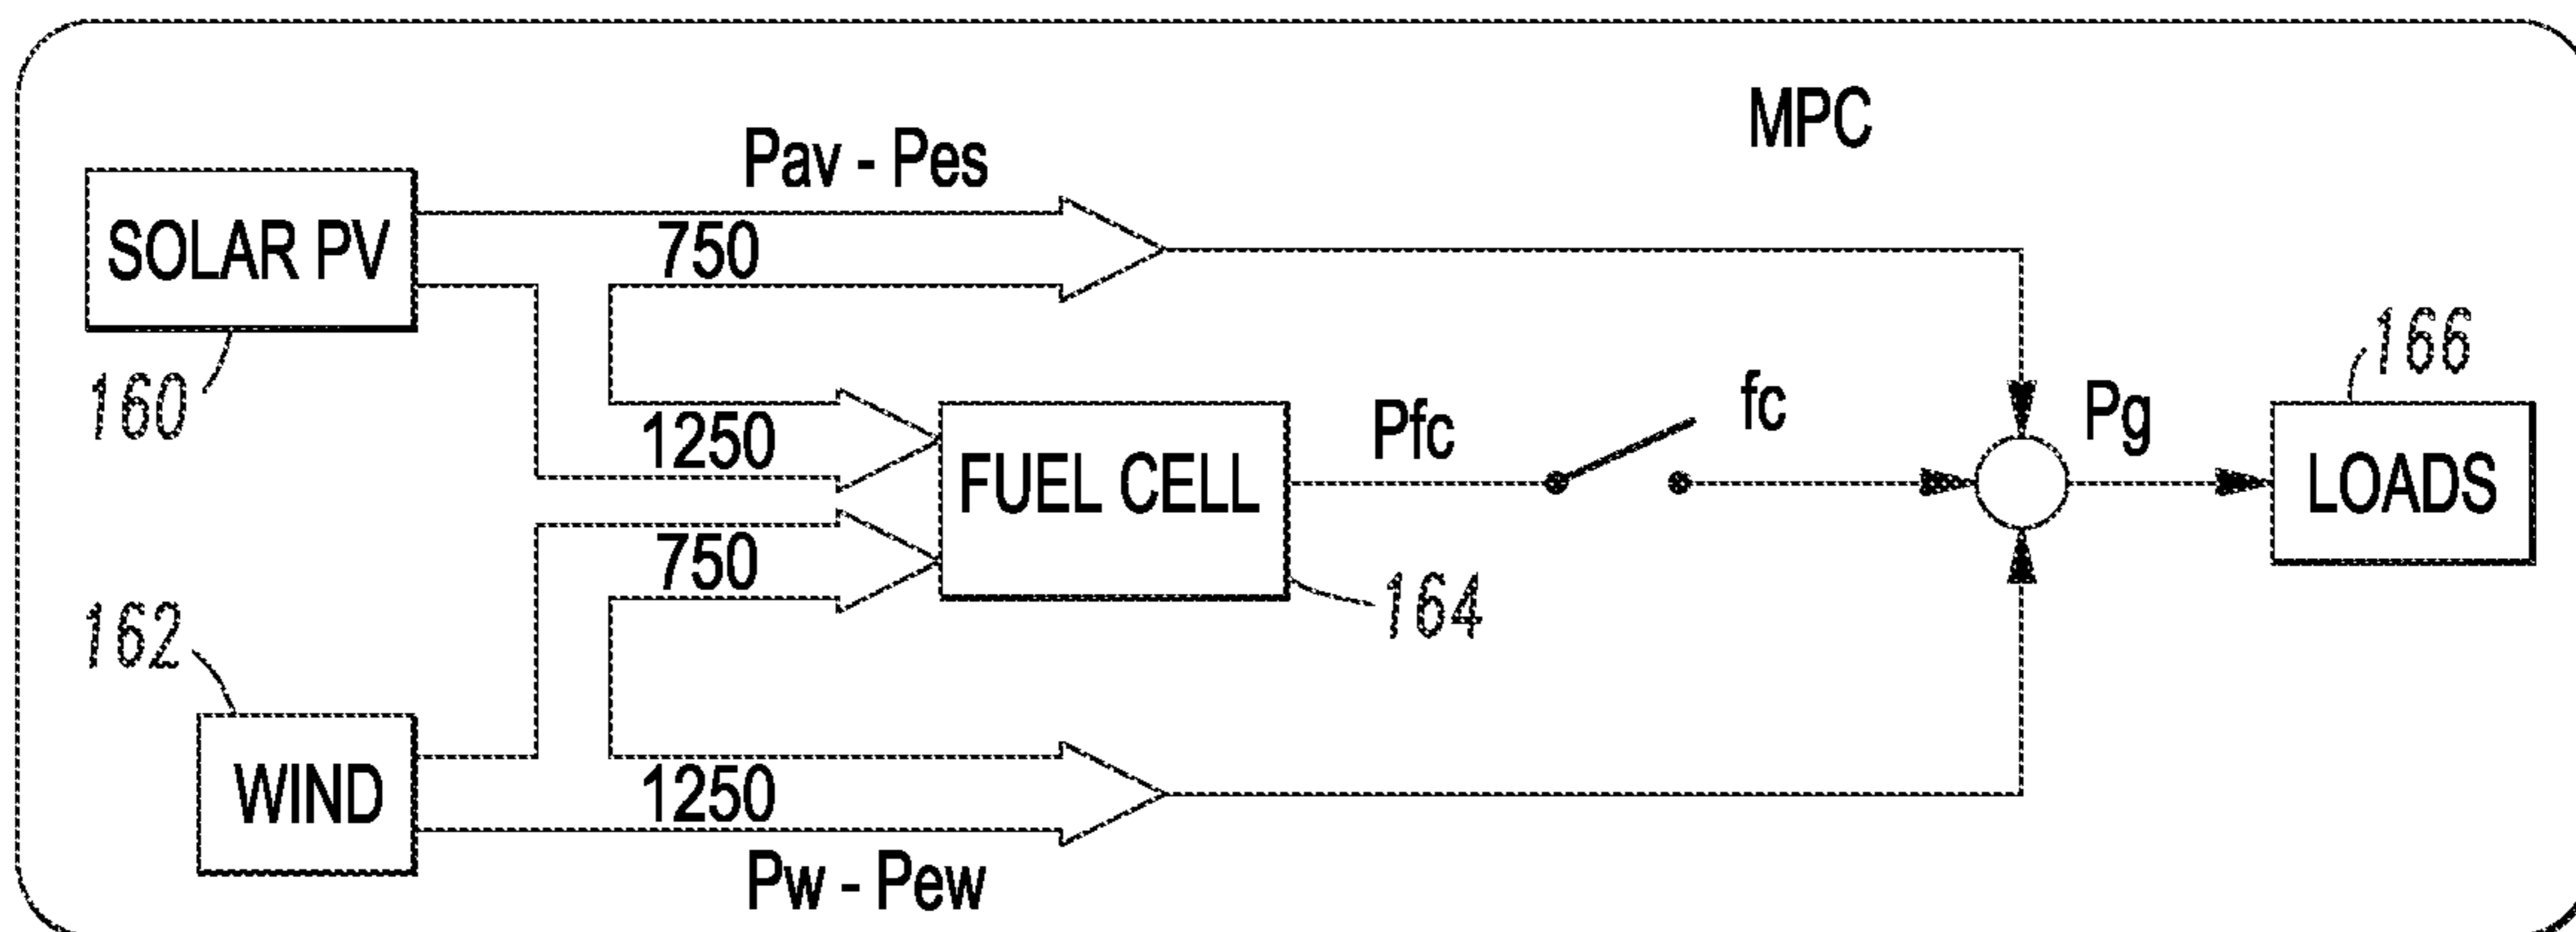 MPC
Pav - Pes
SOLAR PV
750
160
1250
FUEL CELL
Pfc
fc
Pg
166
LOADS
750
164
162
WIND
1250
Pw - Pew